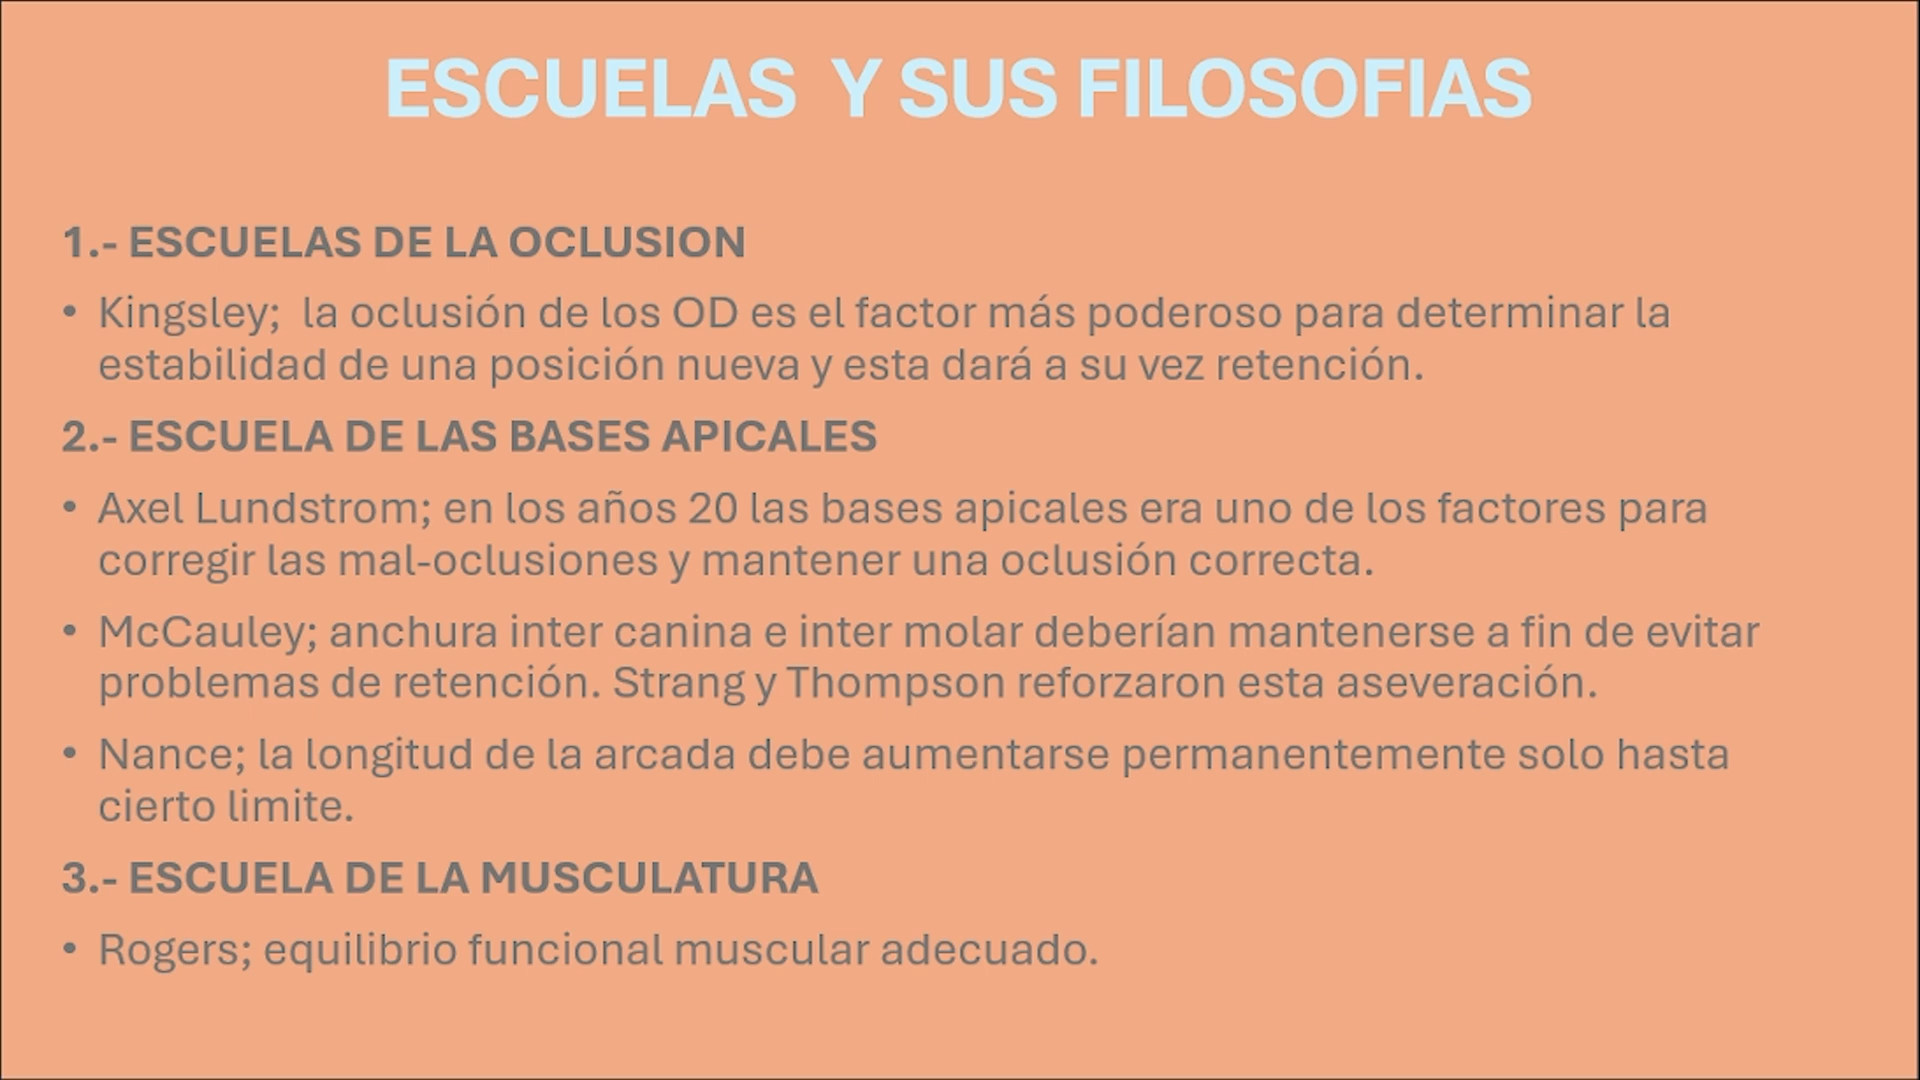 ESCUELAS  Y SUS FILOSOFIAS
1.- ESCUELAS DE LA OCLUSION
• Kingsley;  la oclusión de los OD es el factor más poderoso para determinar la
estabilidad de una posición nueva y esta dará a su vez retención.
2.- ESCUELA DE LAS BASES APICALES
• Axel Lundstrom; en los años 20 las bases apicales era uno de los factores para
corregir las mal-oclusiones y mantener una oclusión correcta.
• McCauley; anchura inter canina e inter molar deberían mantenerse a fin de evitar
problemas de retención. Strang y Thompson reforzaron esta aseveración.
• Nance; la longitud de la arcada debe aumentarse permanentemente solo hasta
cierto limite.
3.- ESCUELA DE LA MUSCULATURA
• Rogers; equilibrio funcional muscular adecuado.